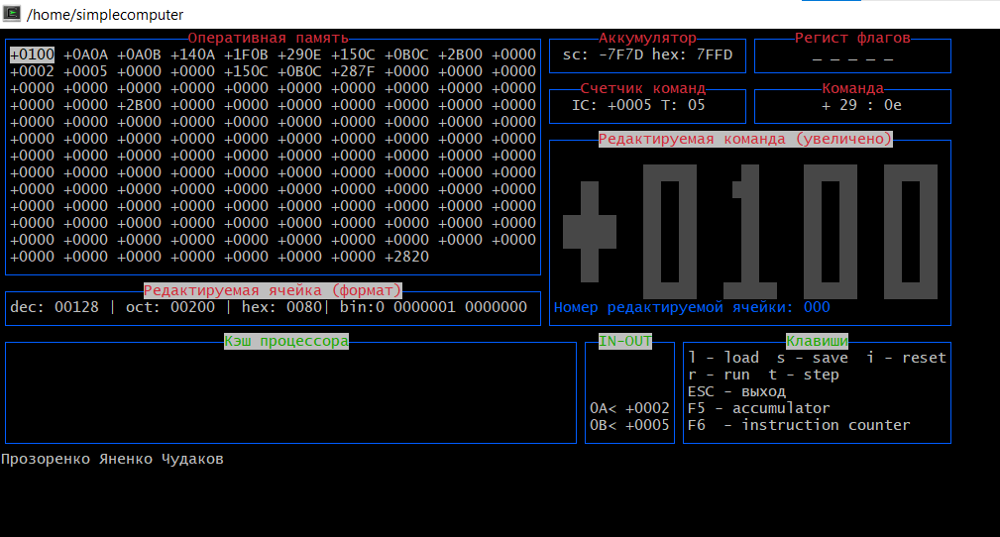 /home/simplecomputer
Оперативная память
+0100 +0A0A +0A0B +140A +1F0B +290E +150C +0B0C +2B00 +0000
+0002 +0005 +0000 +0000 +150C +0B0C +287F +0000 +0000 +0000
+0000 +0000 +0000 +0000 +0000 +0000 +0000 +0000 +0000 +0000
+0000 +0000 +2B00 +0000 +0000 +0000 +0000 +0000 +0000 +0000
+0000 +0000 +0000 +0000 +0000 +0000 +0000 +0000 +0000 +0000
+0000 +0000 +0000 +0000 +0000 +0000 +0000 +0000 +0000 +0000
+0000 +0000 +0000 +0000 +0000 +0000 +0000 +0000 +0000 +0000
+0000 +0000 +0000 +0000 +0000 +0000 +0000 +0000 +0000 +0000
+0000 +0000 +0000 +0000 +0000 +0000 +0000 +0000 +0000 +0000
+0000 +0000 +0000 +0000 +0000 +0000 +0000 +0000 +0000 +0000
+0000 +0000 +0000 +0000 +0000 +0000 +0000 +0000 +0000 +0000
+0000 +0000 +0000 +0000 +0000 +0000 +0000 +0000 +0000 +0000
+0000 +0000 +0000 +0000 +0000 +0000 +0000 +2820
Аккумулятор
sc: -7F7D hex: 7FFD
Регист флагов
_ _ _ _ _
Счетчик команд
IC: +0005 T: 05
Команда
+ 29 : 0e
Редактируемая команда (увеличено)
+0100
Номер редактируемой ячейки: 000
Редактируемая ячейка (формат)
dec: 00128 | oct: 00200 | hex: 0080| bin:0 0000001 0000000
Кэш процессора
IN-OUT
0A< +0002
0B< +0005
Клавиши
l - load  s - save  i - reset
r - run  t - step
ESC - выход
F5 - accumulator
F6  - instruction counter
Прозоренко Яненко Чудаков